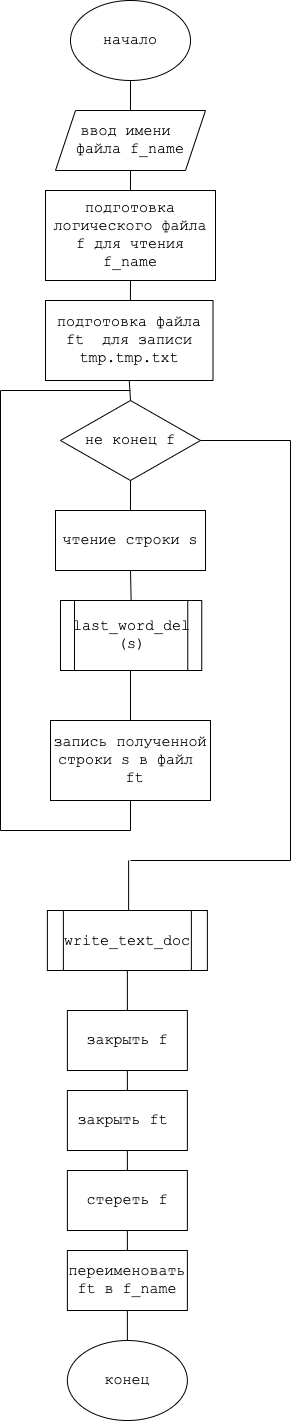 начало
ввод имени
файла f_name
подготовка
логического файла
f для чтения
f_name
подготовка файла
ft для записи
tmp.tmp.txt
не конец f
чтение строки s
last_word_del
(s)
запись полученной
строки s в файл
ft
write_text_doc
закрыть f
закрыть ft
стереть f
переименовать
ft в f_name
конец